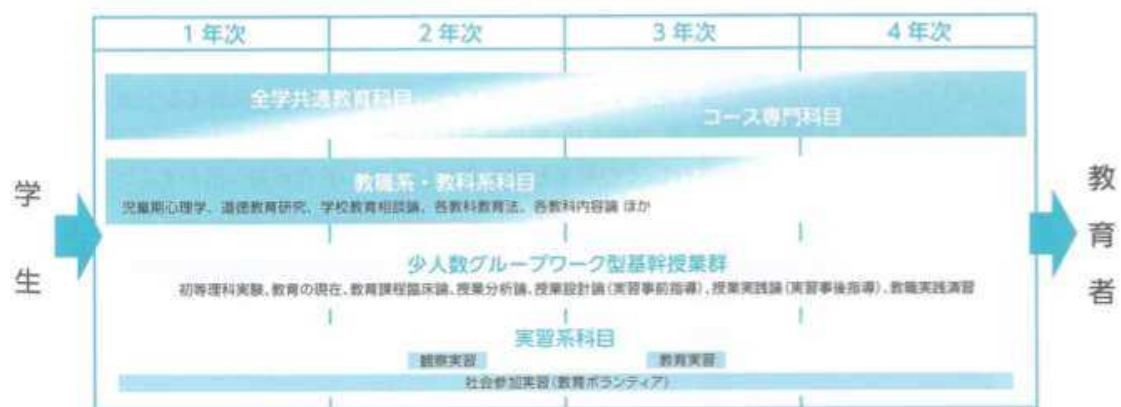 1年次 2年次 3年次 4年次
全学共通教育科目
コース専門科目
教職系・教科系科目
児童期心理学、道徳教育研究、学校教育相談論、各教科教育法、各教科内容論 ほか
少人数グループワーク型基幹授業群
初等理科実験、教育の現在、教育課程臨床論、授業分析論、授業設計論(実習事前指導)、授業実践論(実習事後指導)、教職実践演習
実習系科目
観察実習 教育実習
社会参加実習(教育ボランティア)
学生
教育者